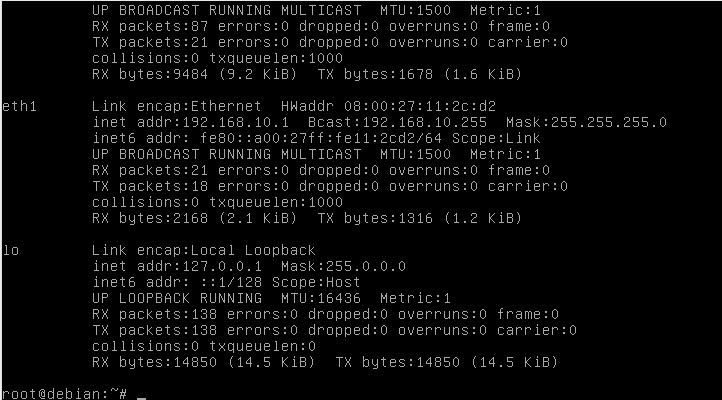 UP BROADCAST RUNNING MULTICAST  MTU:1500  Metric:1
RX packets:87 errors:0 dropped:0 overruns:0 frame:0
TX packets:21 errors:0 dropped:0 overruns:0 carrier:0
collisions:0 txqueuelen:1000
RX bytes:9484 (9.2 KiB)  TX bytes:1678 (1.6 KiB)
eth1      Link encap:Ethernet  HWaddr 08:00:27:11:2c:d2
inet addr:192.168.10.1  Bcast:192.168.10.255  Mask:255.255.255.0
inet6 addr: fe80::a00:27ff:fe11:2cd2/64 Scope:Link
UP BROADCAST RUNNING MULTICAST  MTU:1500  Metric:1
RX packets:21 errors:0 dropped:0 overruns:0 frame:0
TX packets:18 errors:0 dropped:0 overruns:0 carrier:0
collisions:0 txqueuelen:1000
RX bytes:2168 (2.1 KiB)  TX bytes:1316 (1.2 KiB)
lo        Link encap:Local Loopback
inet addr:127.0.0.1  Mask:255.0.0.0
inet6 addr: ::1/128 Scope:Host
UP LOOPBACK RUNNING  MTU:16436  Metric:1
RX packets:138 errors:0 dropped:0 overruns:0 frame:0
TX packets:138 errors:0 dropped:0 overruns:0 carrier:0
collisions:0 txqueuelen:0
RX bytes:14850 (14.5 KiB)  TX bytes:14850 (14.5 KiB)
root@debian:~# _